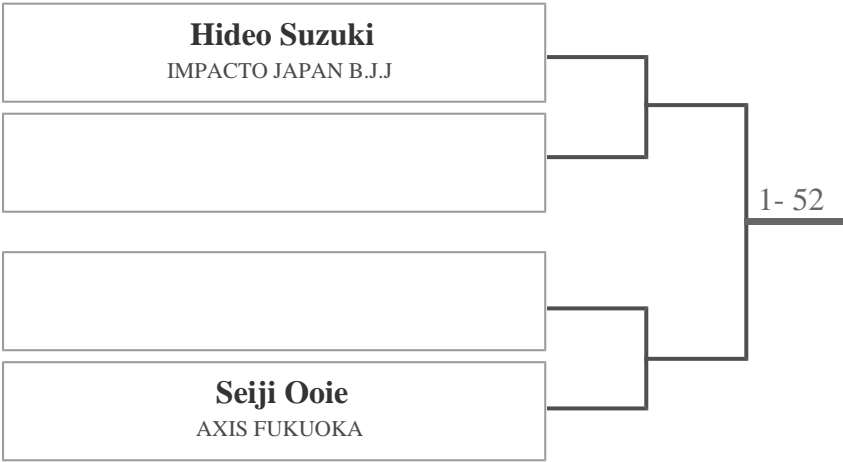 Hideo Suzuki
IMPACTO JAPAN B.J.J
1- 52
Seiji Ooie
AXIS FUKUOKA